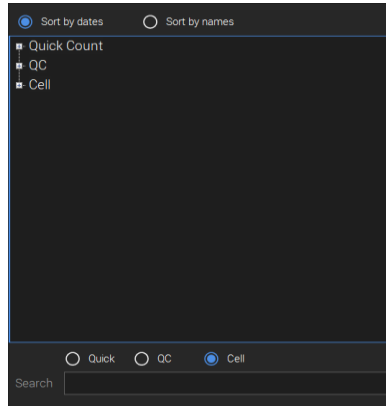 Sort by dates Sort by names
Quick Count
QC
Cell
Quick QC Cell
Search